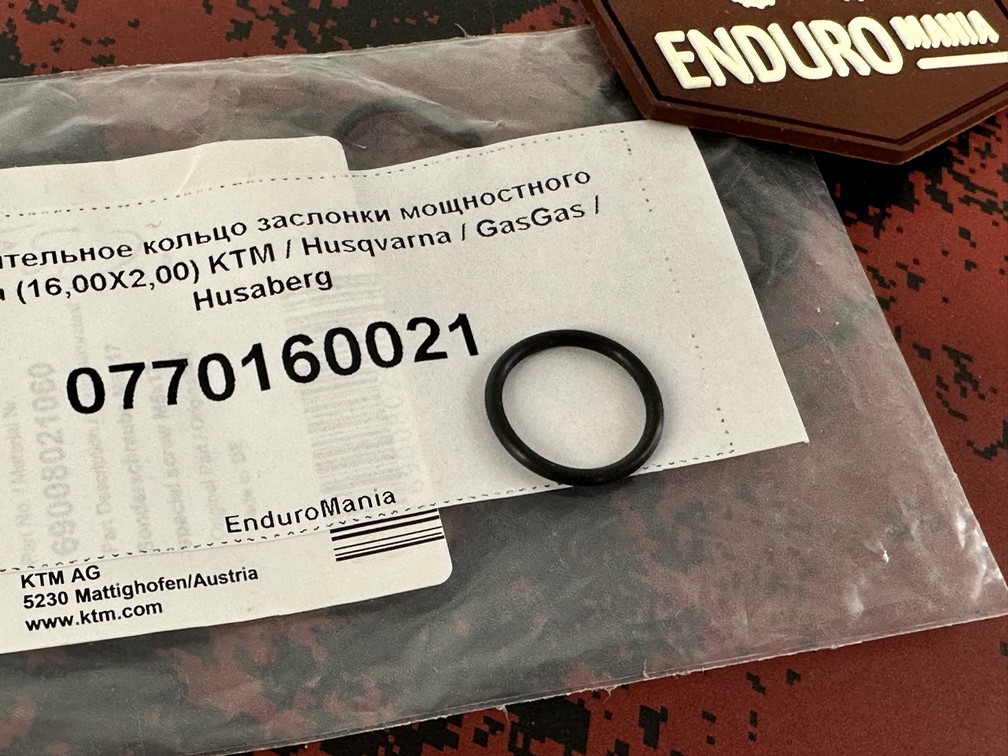 ENDURO MANIA
ительное кольцо заслонки мощностного
(16,00X2,00) KTM / Husqvarna / GasGas /
Husaberg
0770160021
EnduroMania
KTM AG
5230 Mattighofen/Austria
www.ktm.com